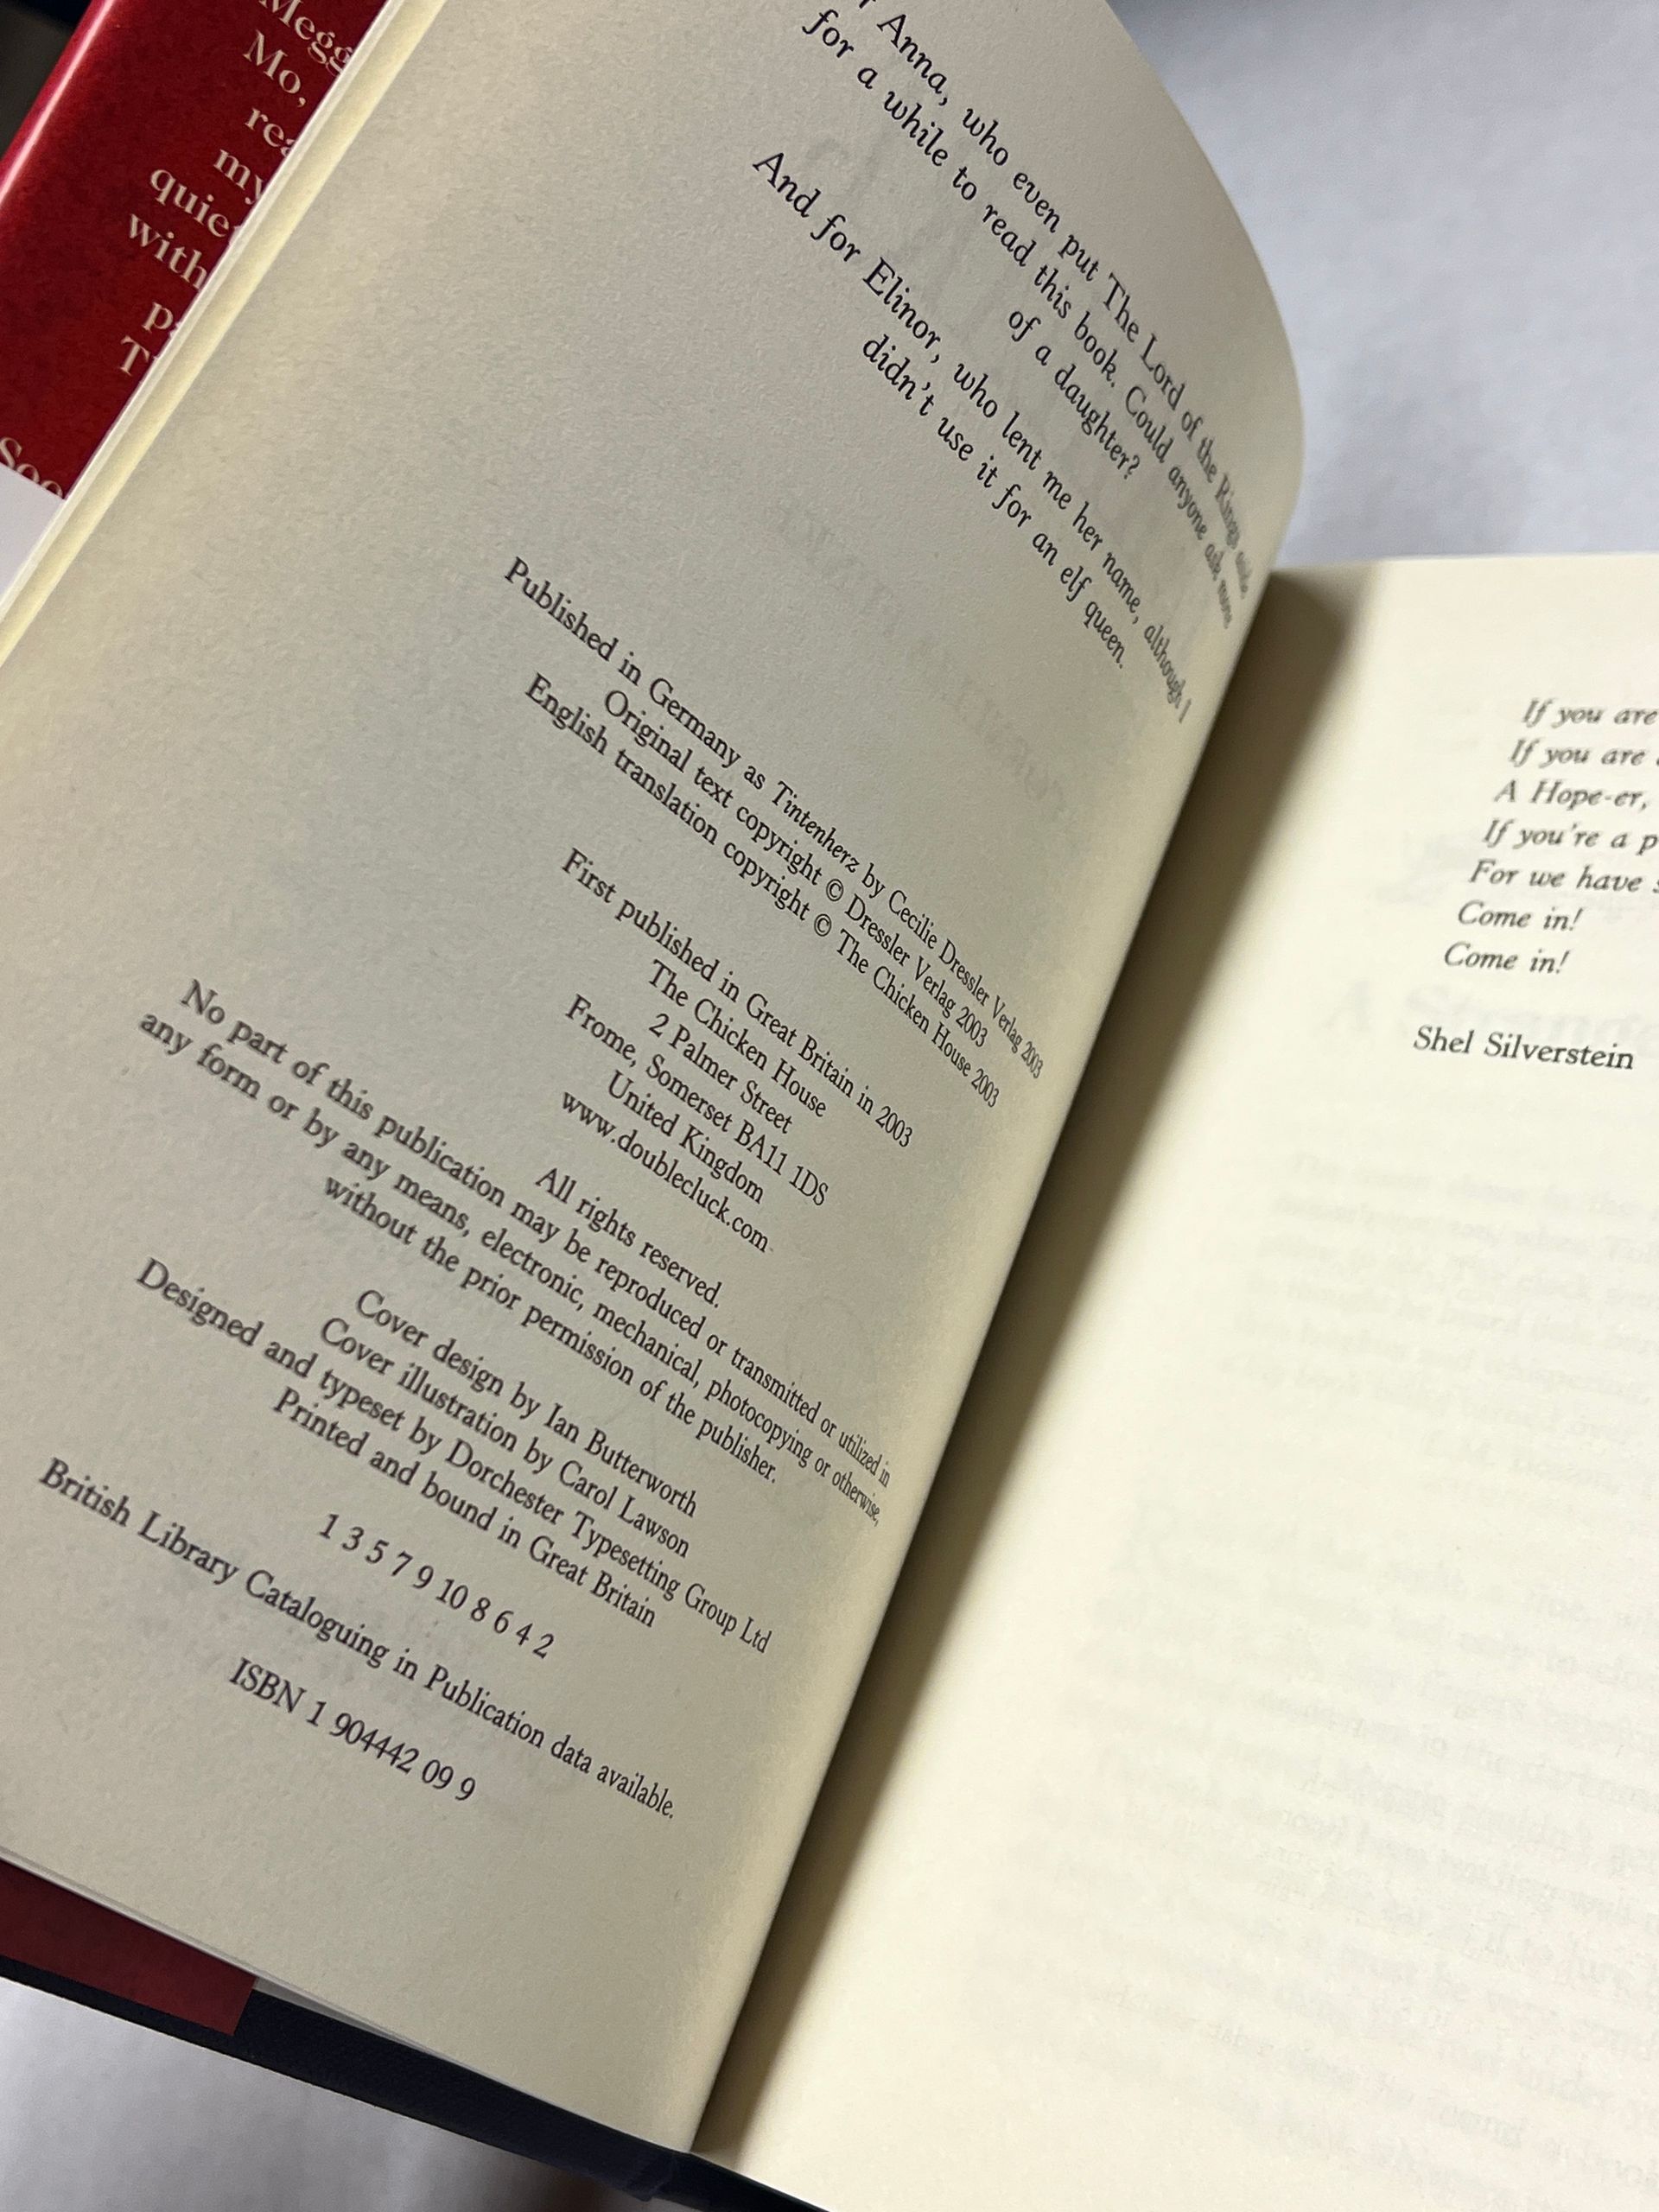 Mo,
my
with
Anna, who even put The Lord of the Rings aside
for a while to read this book. Could anyone ask more
of a daughter?
And for Elinor, who lent me her name, although I
didn't use it for an elf queen.
Published in Germany as Tintenherz by Cecilie Dressler Verlag 2003
Original text copyright © Dressler Verlag 2003
English translation copyright © The Chicken House 2003
First published in Great Britain in 2003
The Chicken House
2 Palmer Street
Frome, Somerset BA11 1DS
United Kingdom
www.doublecluck.com
All rights reserved.
No part of this publication may be reproduced or transmitted or utilized in
any form or by any means, electronic, mechanical, photocopying or otherwise,
without the prior permission of the publisher.
Cover design by Ian Butterworth
Cover illustration by Carol Lawson
Designed and typeset by Dorchester Typesetting Group Ltd
Printed and bound in Great Britain
1 3 5 7 9 10 8 6 4 2
British Library Cataloguing in Publication data available.
ISBN 1 904442 09 9
If you are
If you are
A Hope-er,
If you're a p
For we have s
Come in!
Come in!
Shel Silverstein